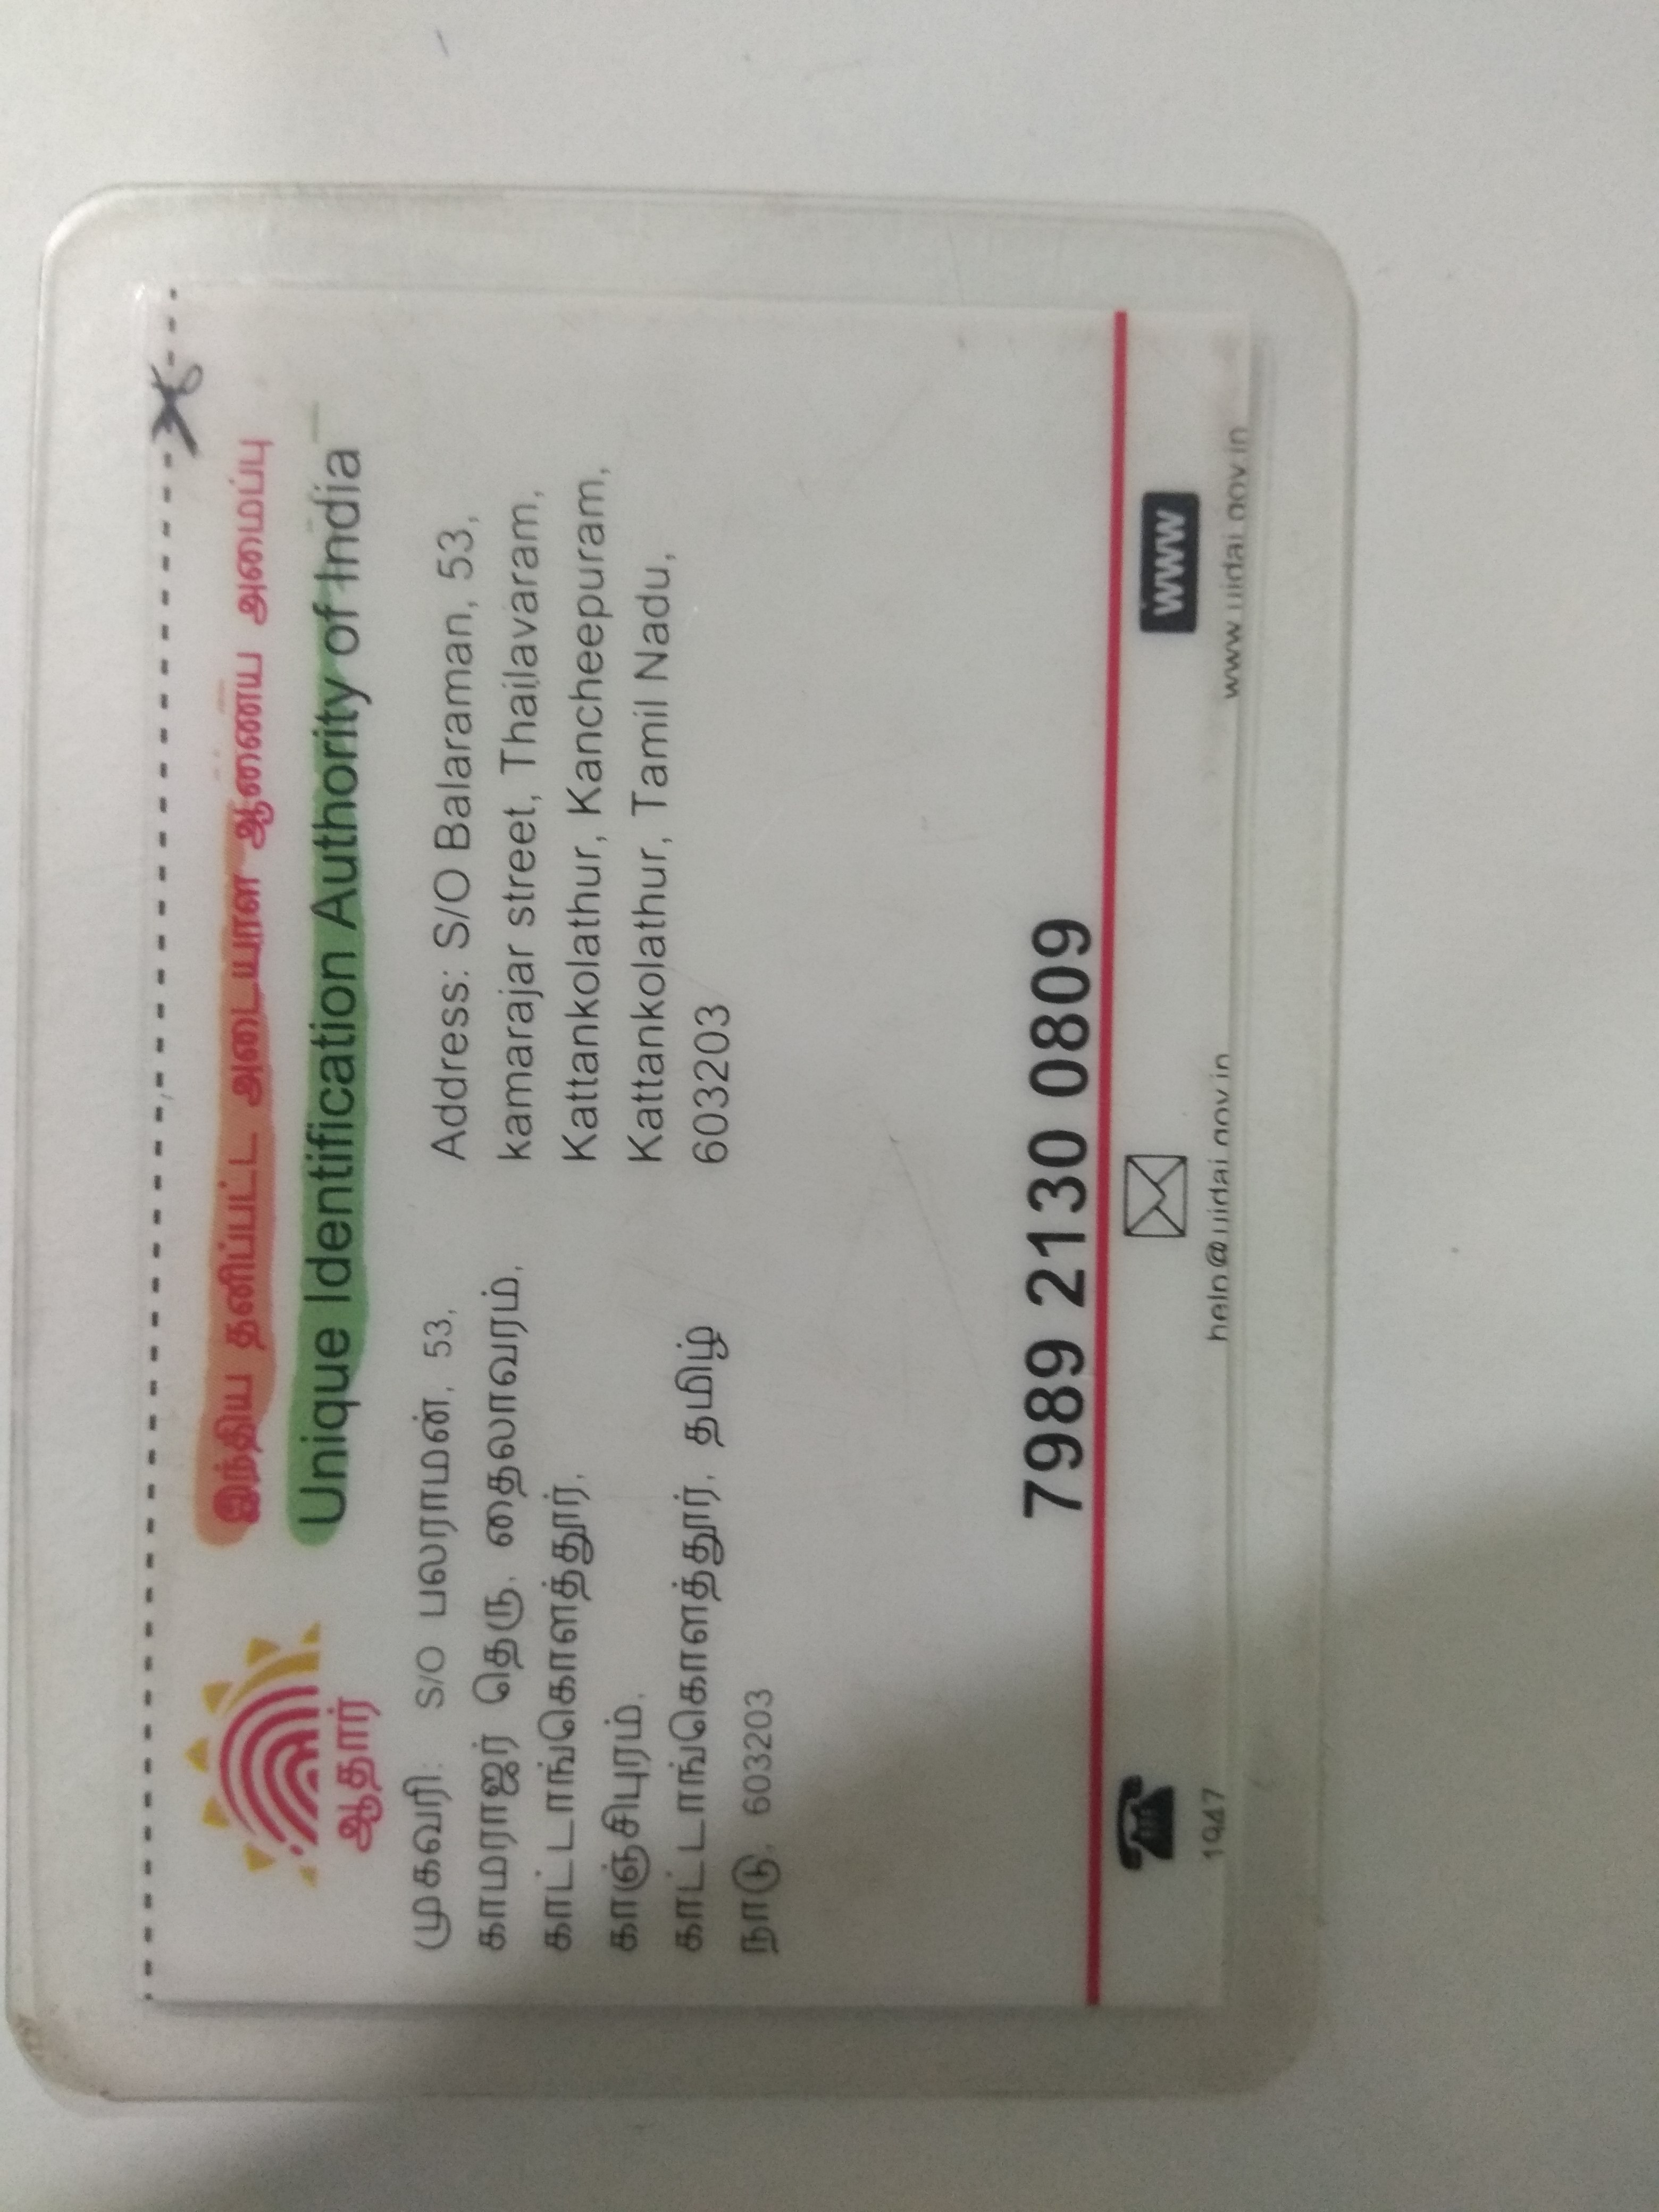 இந்திய தனிப்பட்ட அடையாள ஆணைய அமைப்பு
Unique Identification Authority of India
ஆதார்
முகவரி: S/O பலராமன், 53,
காமராஜர் தெரு, தைலாவரம்,
காட்டாங்கொளத்தூர்,
காஞ்சிபுரம்,
காட்டாங்கொளத்தூர், தமிழ்
நாடு, 603203
Address: S/O Balaraman, 53,
kamarajar street, Thailavaram,
Kattankolathur, Kancheepuram,
Kattankolathur, Tamil Nadu,
603203
7989 2130 0809
1947
help@uidai.gov.in
www
www.uidai.gov.in